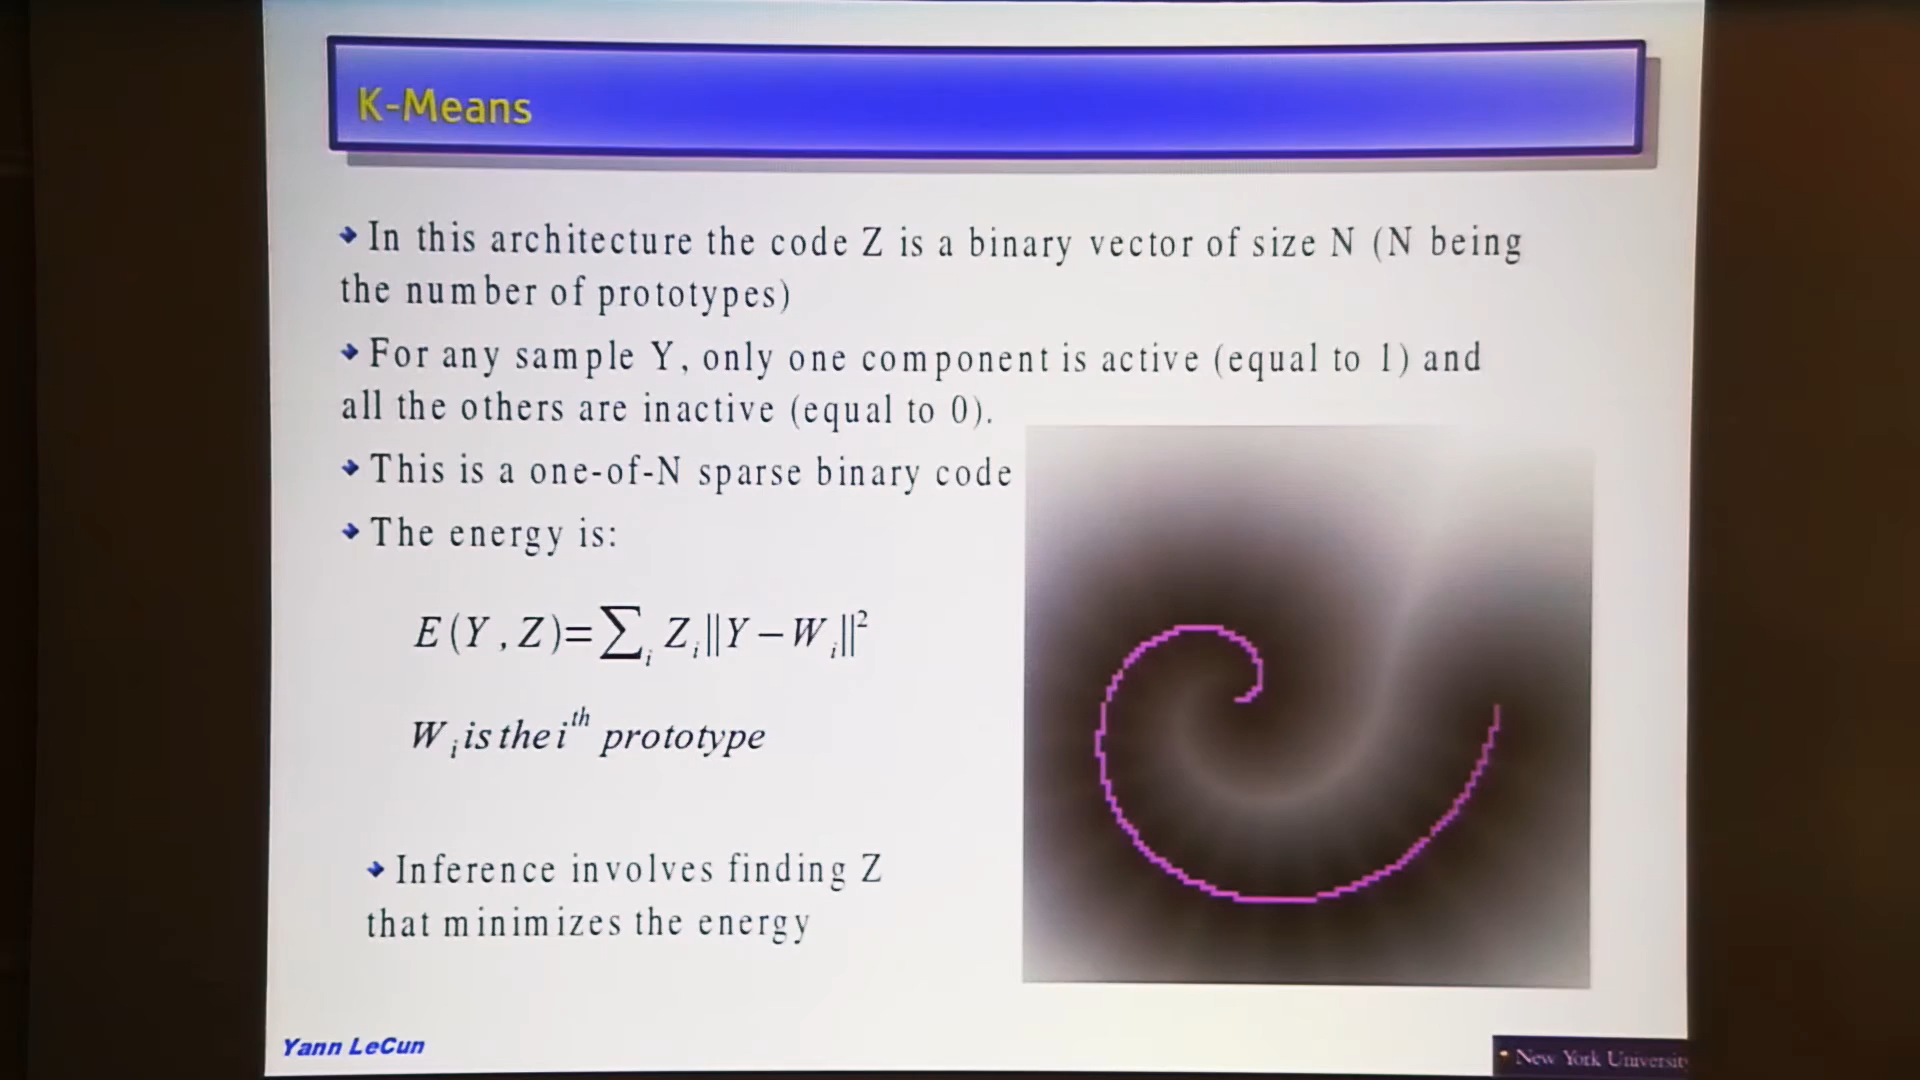 K-Means
In this architecture the code Z is a binary vector of size N (N being
the number of prototypes)
For any sample Y, only one component is active (equal to 1) and
all the others are inactive (equal to 0).
This is a one-of-N sparse binary code
The energy is:
E(Y,Z)=∑ᵢ Zᵢ||Y−Wᵢ||²
Wᵢ is the iᵗʰ prototype
Inference involves finding Z
that minimizes the energy
Yann LeCun
New York University